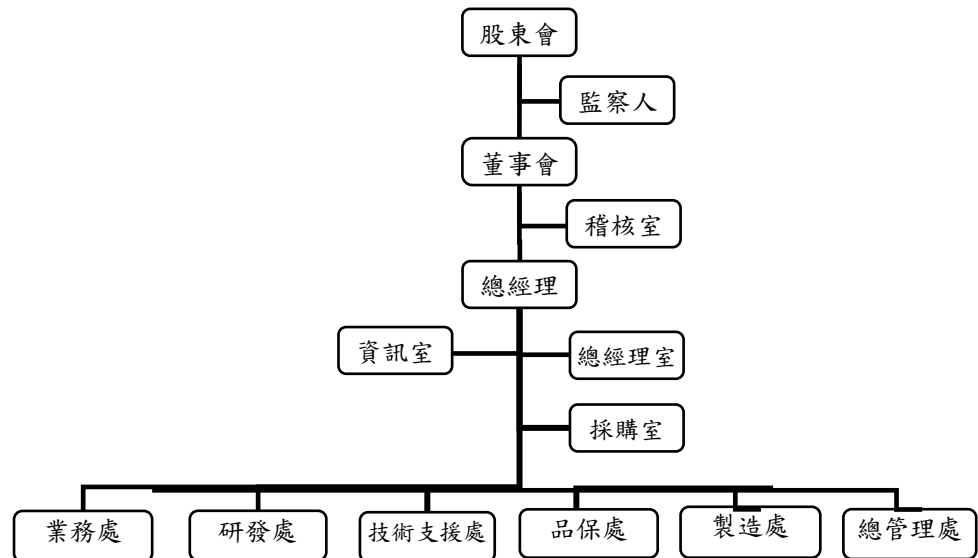 股東會
監察人
董事會
稽核室
總經理
資訊室
總經理室
採購室
業務處
研發處
技術支援處
品保處
製造處
總管理處